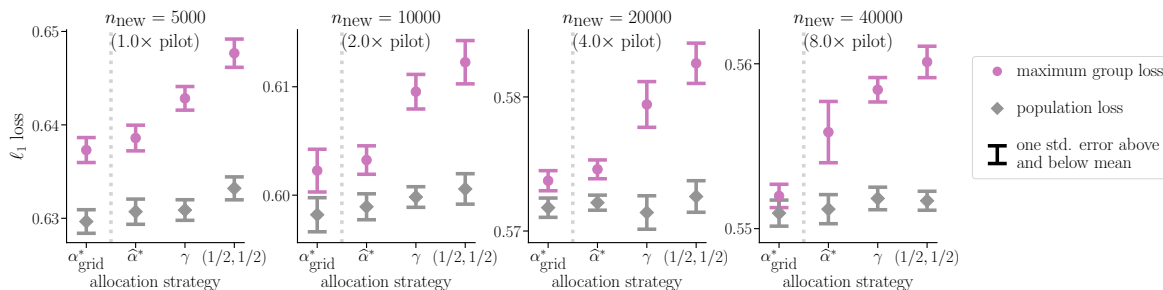 n_new = 5000
(1.0× pilot)
0.65
0.64
0.63
ℓ₁ loss
α*_grid
α̂*
γ
(1/2, 1/2)
allocation strategy
n_new = 10000
(2.0× pilot)
0.61
0.60
α*_grid
α̂*
γ
(1/2, 1/2)
allocation strategy
n_new = 20000
(4.0× pilot)
0.58
0.57
α*_grid
α̂*
γ
(1/2, 1/2)
allocation strategy
n_new = 40000
(8.0× pilot)
0.56
0.55
α*_grid
α̂*
γ
(1/2, 1/2)
allocation strategy
maximum group loss
population loss
one std. error above
and below mean